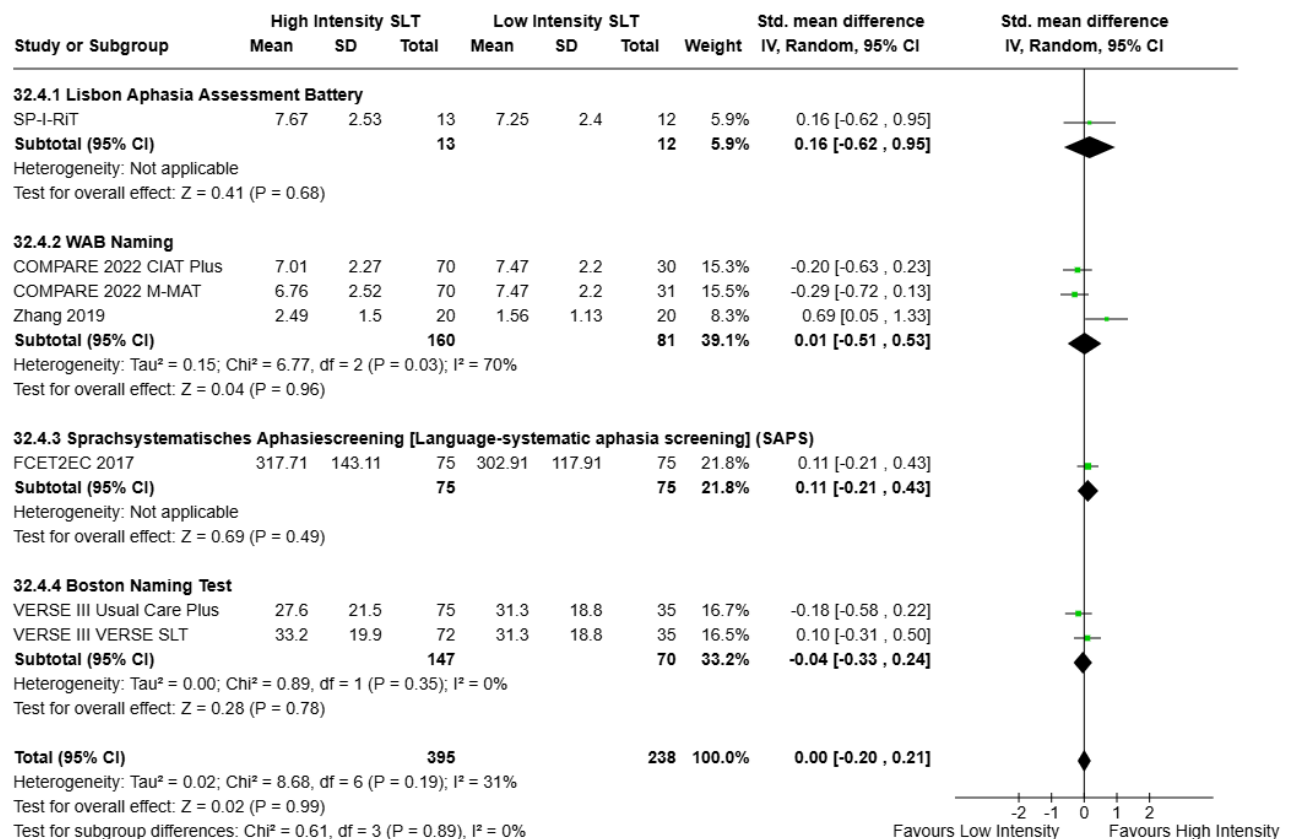 High Intensity SLT Low Intensity SLT Std. mean difference Std. mean difference
Study or Subgroup Mean SD Total Mean SD Total Weight IV, Random, 95% CI IV, Random, 95% CI
32.4.1 Lisbon Aphasia Assessment Battery
SP-I-RiT 7.67 2.53 13 7.25 2.4 12 5.9% 0.16 [-0.62 , 0.95]
Subtotal (95% CI) 13 12 5.9% 0.16 [-0.62 , 0.95]
Heterogeneity: Not applicable
Test for overall effect: Z = 0.41 (P = 0.68)
32.4.2 WAB Naming
COMPARE 2022 CIAT Plus 7.01 2.27 70 7.47 2.2 30 15.3% -0.20 [-0.63 , 0.23]
COMPARE 2022 M-MAT 6.76 2.52 70 7.47 2.2 31 15.5% -0.29 [-0.72 , 0.13]
Zhang 2019 2.49 1.5 20 1.56 1.13 20 8.3% 0.69 [0.05 , 1.33]
Subtotal (95% CI) 160 81 39.1% 0.01 [-0.51 , 0.53]
Heterogeneity: Tau² = 0.15; Chi² = 6.77, df = 2 (P = 0.03); I² = 70%
Test for overall effect: Z = 0.04 (P = 0.96)
32.4.3 Sprachsystematisches Aphasiescreening [Language-systematic aphasia screening] (SAPS)
FCET2EC 2017 317.71 143.11 75 302.91 117.91 75 21.8% 0.11 [-0.21 , 0.43]
Subtotal (95% CI) 75 75 21.8% 0.11 [-0.21 , 0.43]
Heterogeneity: Not applicable
Test for overall effect: Z = 0.69 (P = 0.49)
32.4.4 Boston Naming Test
VERSE III Usual Care Plus 27.6 21.5 75 31.3 18.8 35 16.7% -0.18 [-0.58 , 0.22]
VERSE III VERSE SLT 33.2 19.9 72 31.3 18.8 35 16.5% 0.10 [-0.31 , 0.50]
Subtotal (95% CI) 147 70 33.2% -0.04 [-0.33 , 0.24]
Heterogeneity: Tau² = 0.00; Chi² = 0.89, df = 1 (P = 0.35); I² = 0%
Test for overall effect: Z = 0.28 (P = 0.78)
Total (95% CI) 395 238 100.0% 0.00 [-0.20 , 0.21]
Heterogeneity: Tau² = 0.02; Chi² = 8.68, df = 6 (P = 0.19); I² = 31%
Test for overall effect: Z = 0.02 (P = 0.99)
-2 -1 0 1 2
Test for subgroup differences: Chi² = 0.61, df = 3 (P = 0.89), I² = 0%
Favours Low Intensity Favours High Intensity